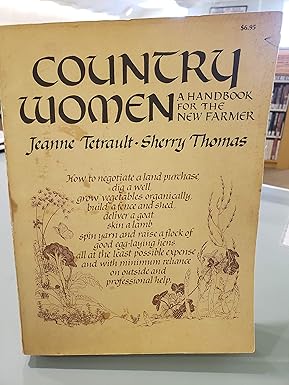 $6.95
COUNTRY
WOMEN
A HANDBOOK
FOR THE
NEW FARMER
Jeanne Tetrault · Sherry Thomas
How to negotiate a land purchase,
dig a well,
grow vegetables organically,
build a fence and shed,
deliver a goat,
skin a lamb,
spin yarn and raise a flock of
good egg-laying hens
all at the least possible expense
and with minimum reliance
on outside and
professional help